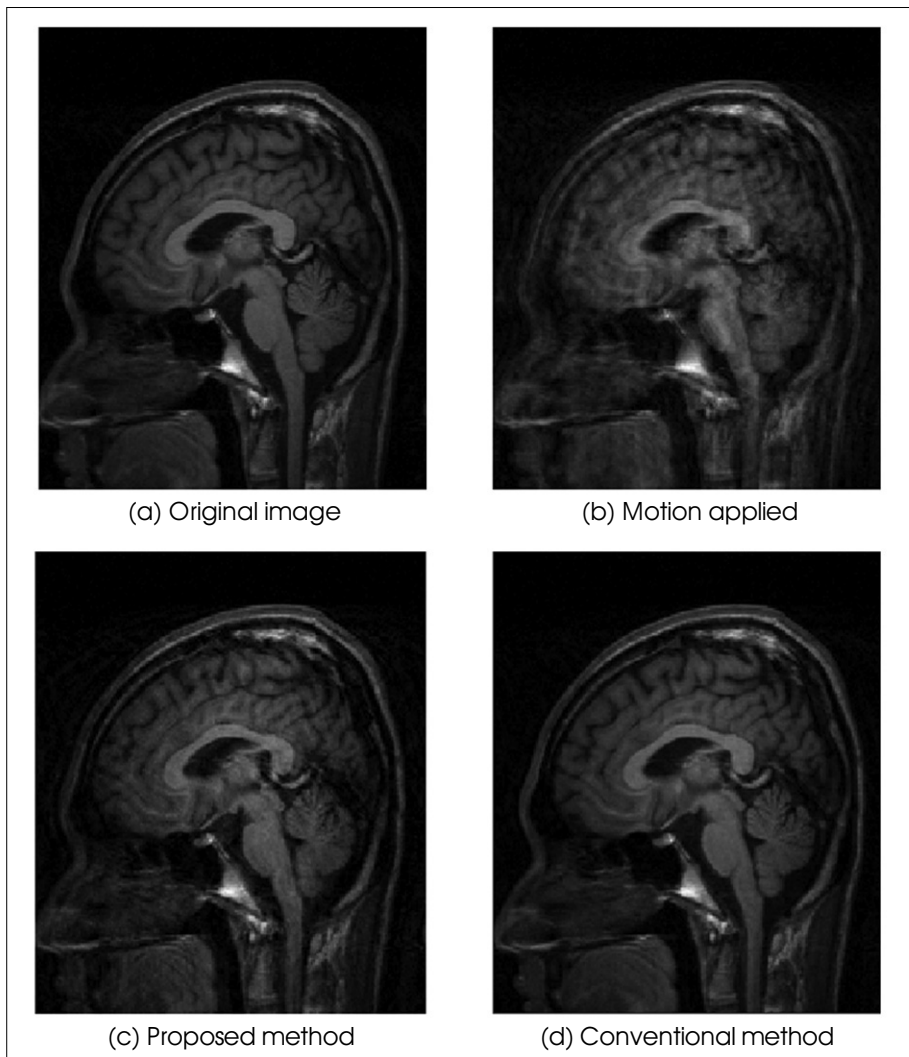 (a) Original image
(b) Motion applied
(c) Proposed method
(d) Conventional method